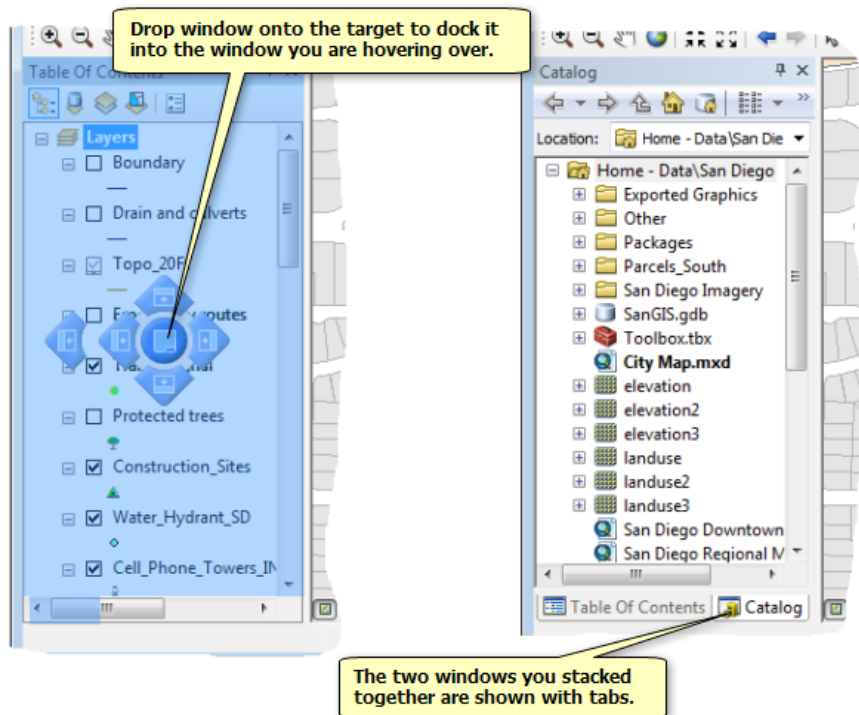 Drop window onto the target to dock it
into the window you are hovering over.
Table Of
Layers
Boundary
Drain and culverts
Topo_20F
routes
Protected trees
Construction_Sites
Water_Hydrant_SD
Cell_Phone_Towers_IN
Catalog
Location: Home - Data\San Die
Home - Data\San Diego
Exported Graphics
Other
Packages
Parcels_South
San Diego Imagery
SanGIS.gdb
Toolbox.tbx
City Map.mxd
elevation
elevation2
elevation3
landuse
landuse2
landuse3
San Diego Downtown
San Diego Regional M
Table Of Contents Catalog
The two windows you stacked
together are shown with tabs.